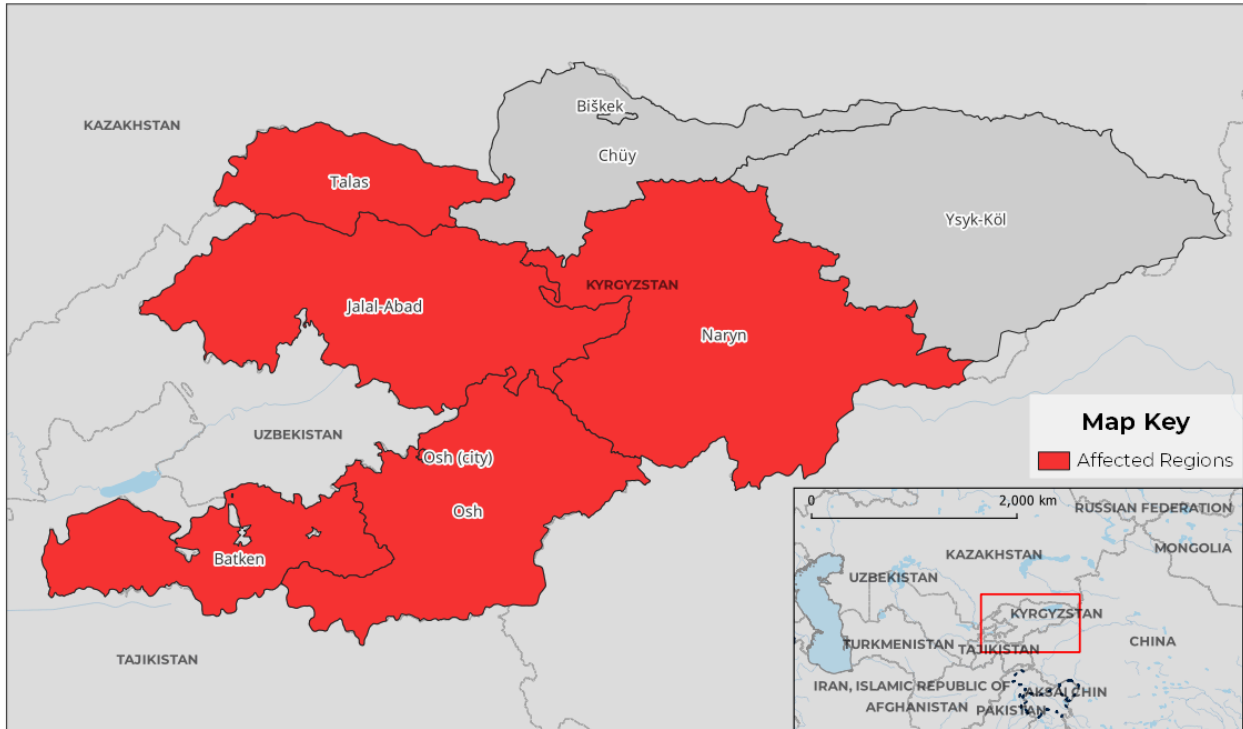 KAZAKHSTAN
Biškek
Chüy
Talas
Ysyk-Köl
KYRGYZSTAN
Jalal-Abad
Naryn
UZBEKISTAN
Osh (city)
Osh
Batken
TAJIKISTAN
Map Key
Affected Regions
0 2,000 km
RUSSIAN FEDERATION
KAZAKHSTAN
MONGOLIA
UZBEKISTAN
KYRGYZSTAN
TURKMENISTAN
TAJIKISTAN
CHINA
IRAN, ISLAMIC REPUBLIC OF
AKSAI CHIN
AFGHANISTAN
PAKISTAN